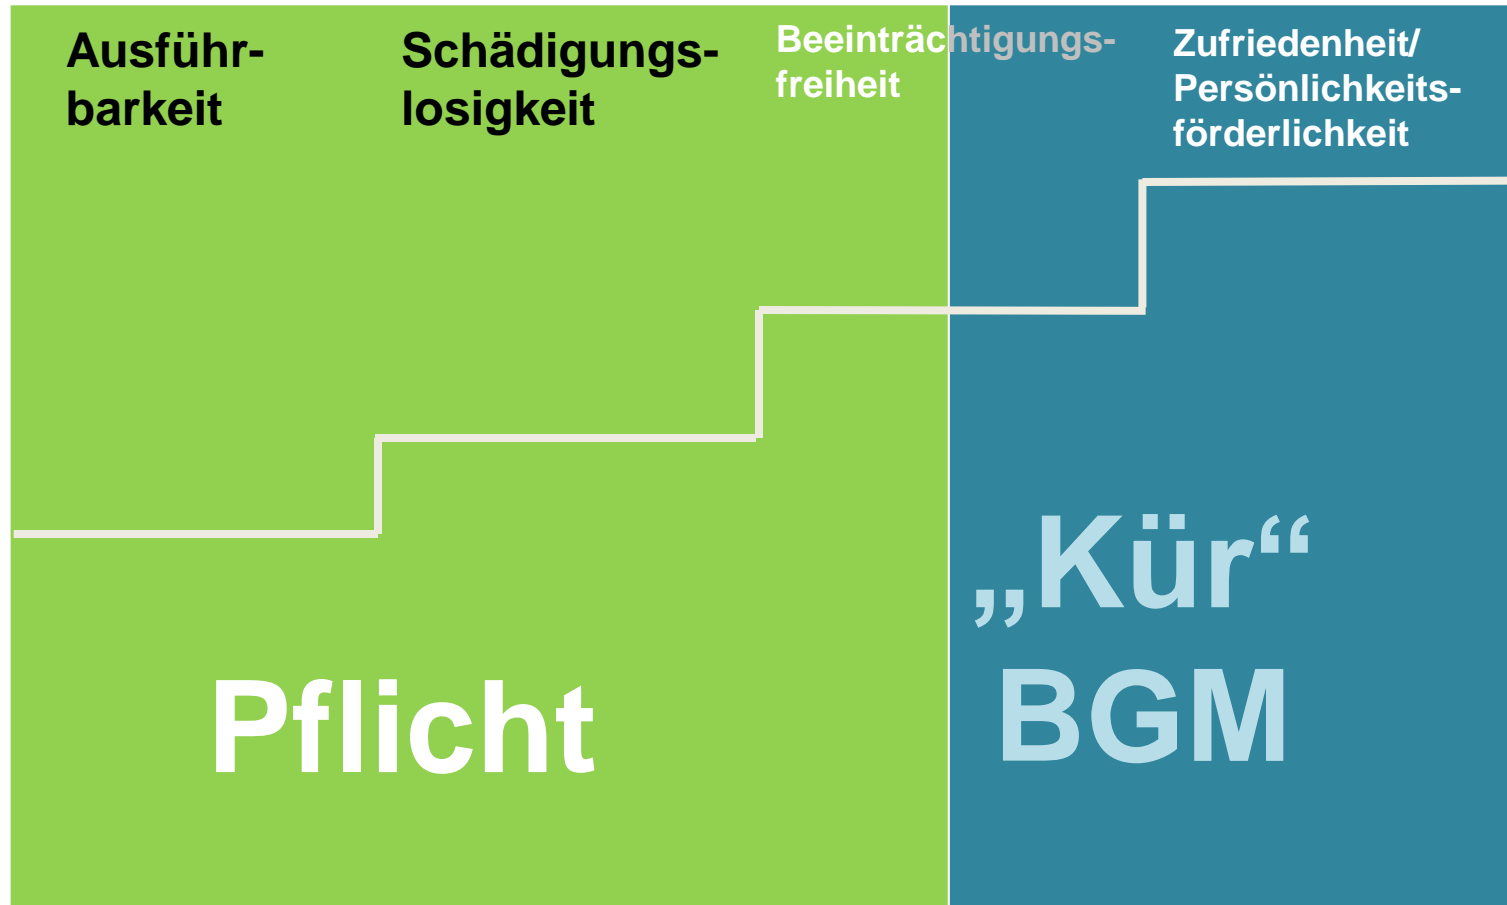 Ausführ-
barkeit
Schädigungs-
losigkeit
Beeinträchtigungs-
freiheit
Zufriedenheit/
Persönlichkeits-
förderlichkeit
Pflicht
„Kür“
BGM